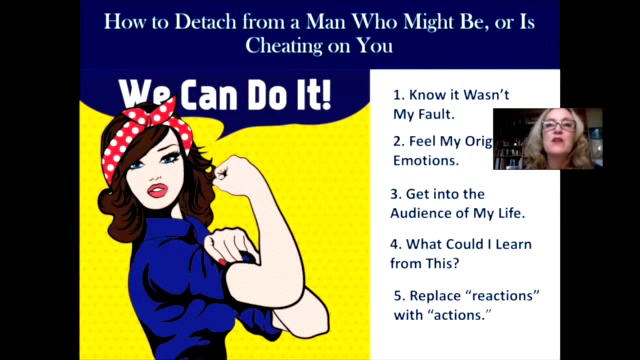 How to Detach from a Man Who Might Be, or Is
Cheating on You
We Can Do It!
1. Know it Wasn't
My Fault.
2. Feel My
Emotions.
3. Get into the
Audience of My Life.
4. What Could I Learn
from This?
5. Replace “reactions”
with “actions.”